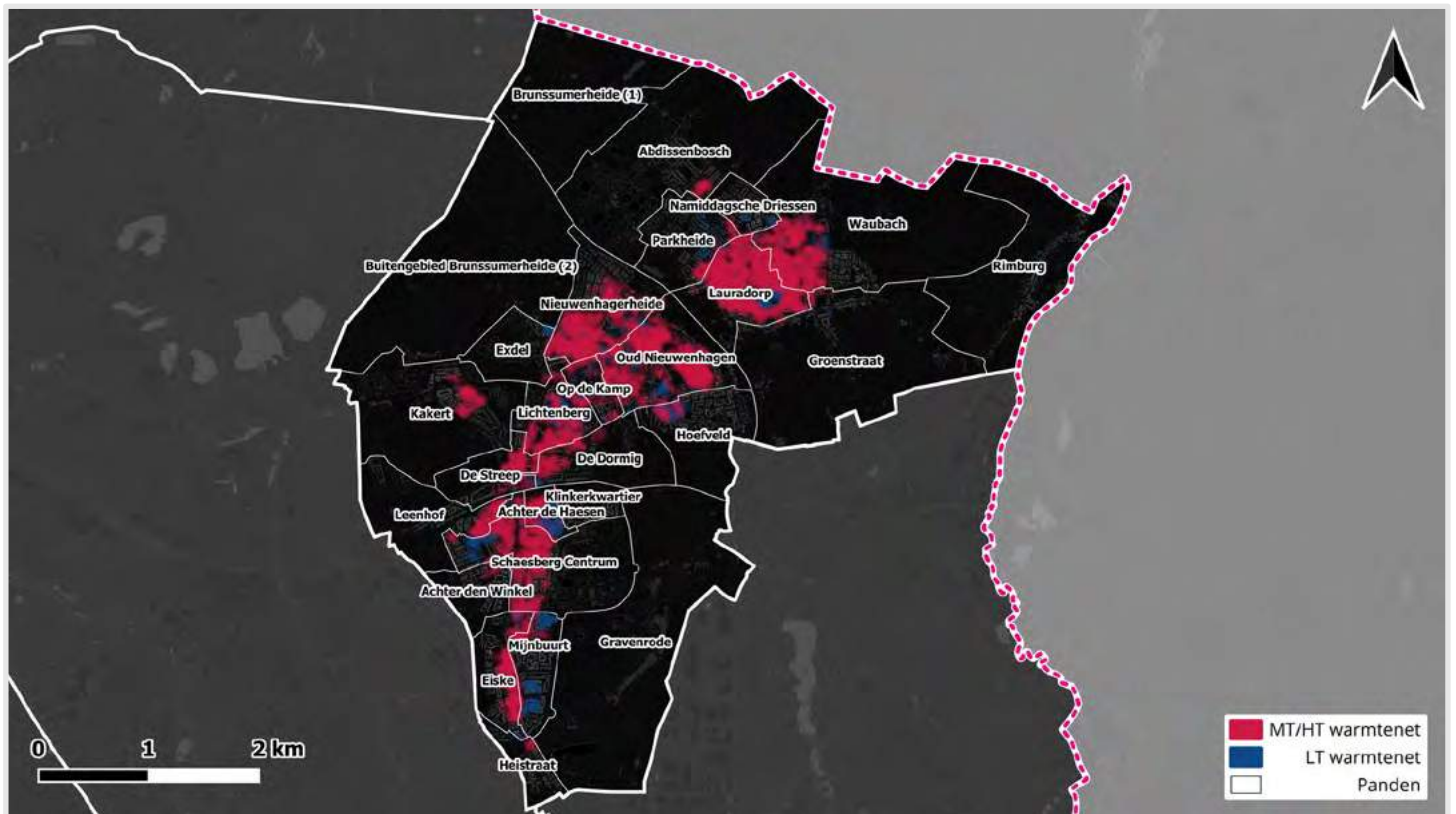 Brunssumerheide (1)
Abdissenbosch
Namiddagsche Driessen
Waubach
Parkheide
Rimburg
Buitengebied Brunssumerheide (2)
Lauradorp
Nieuwenhagerheide
Exdel
Oud Nieuwenhagen
Groenstraat
Op de Kamp
Kakert
Lichtenberg
Hoefveld
De Dormig
De Streep
Klinkerkwartier
Achter de Haesen
Leenhof
Schaesberg Centrum
Achter den Winkel
Mijnbuurt
Gravenrode
Eiske
Heistraat
0 1 2 km
MT/HT warmtenet
LT warmtenet
Panden